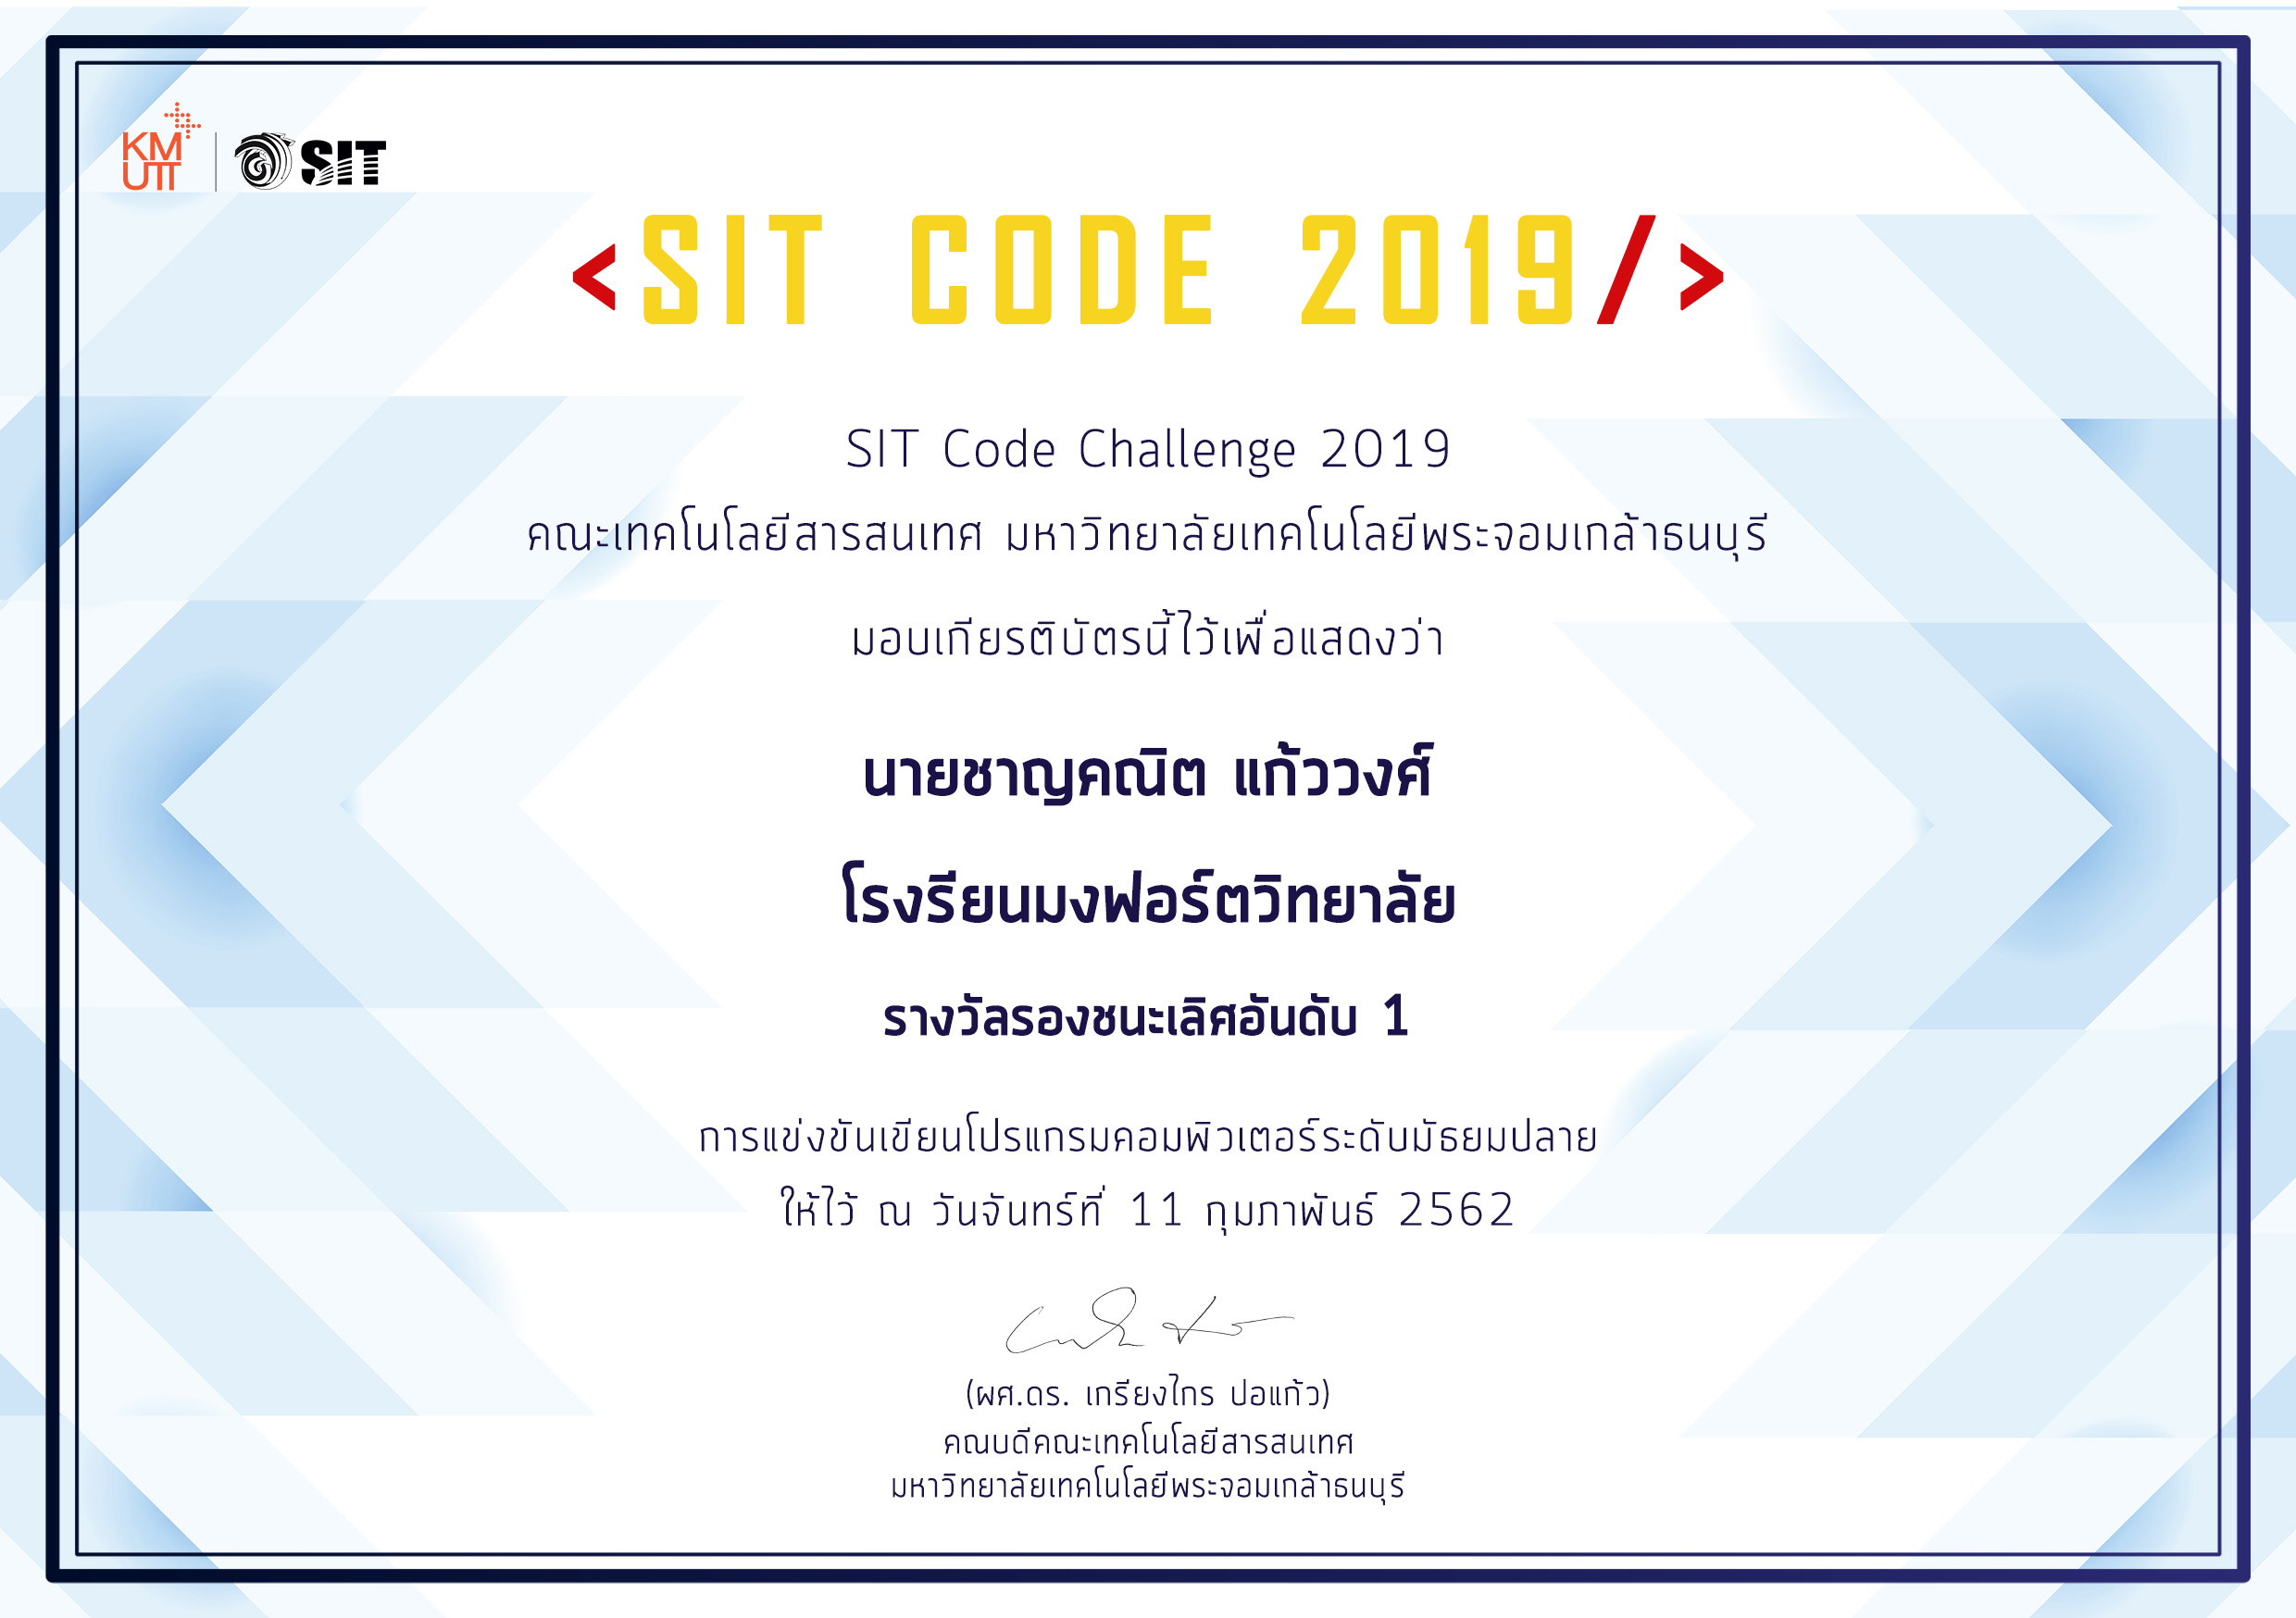 KM
UTT
SIT
<SIT CODE 2019/>
SIT Code Challenge 2019
คณะเทคโนโลยีสารสนเทศ มหาวิทยาลัยเทคโนโลยีพระจอมเกล้าธนบุรี
มอบเกียรติบัตรนี้ไว้เพื่อแสดงว่า
นายชาญคณิต แก้ววงศ์
โรงรียนมงฟอร์ตวิทยาลัย
รางวัลรองชนะเลิศอันดับ 1
การแข่งขันเขียนโปรแกรมคอมพิวเตอร์ระดับมัธยมปลาย
ให้ไว้ ณ วันจันทร์ที่ 11 กุมภาพันธ์ 2562
(ผศ.ดร. เกรียงไกร ปอแก้ว)
คณบดีคณะเทคโนโลยีสารสนเทศ
มหาวิทยาลัยเทคโนโลยีพระจอมเกล้าธนบุรี